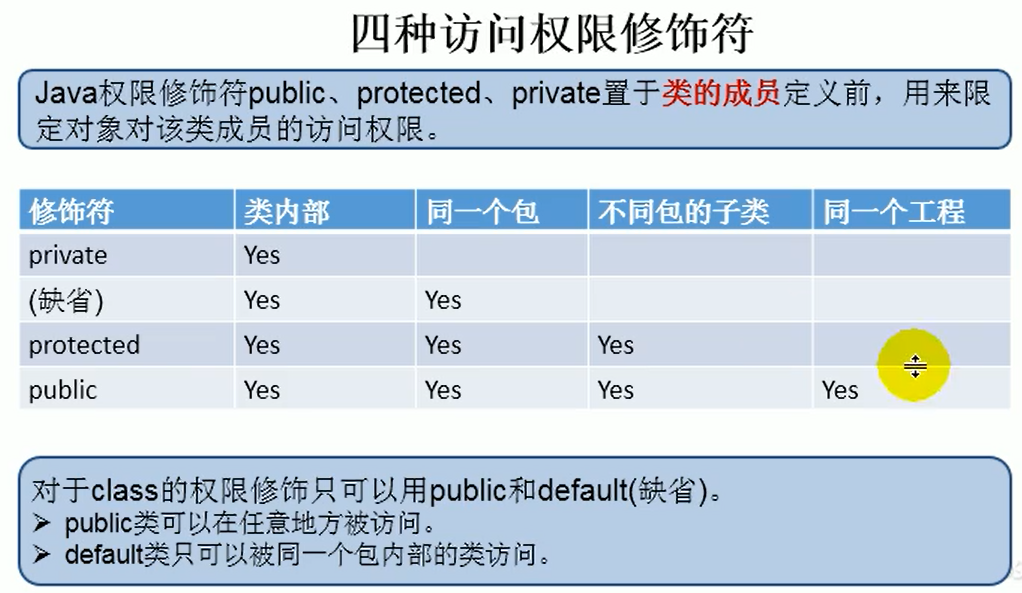 四种访问权限修饰符
Java权限修饰符public、protected、private置于类的成员定义前，用来限
定对象对该类成员的访问权限。
修饰符 类内部 同一个包 不同包的子类 同一个工程
private Yes
(缺省) Yes Yes
protected Yes Yes Yes
public Yes Yes Yes Yes
对于class的权限修饰只可以用public和default(缺省)。
➢ public类可以在任意地方被访问。
➢ default类只可以被同一个包内部的类访问。